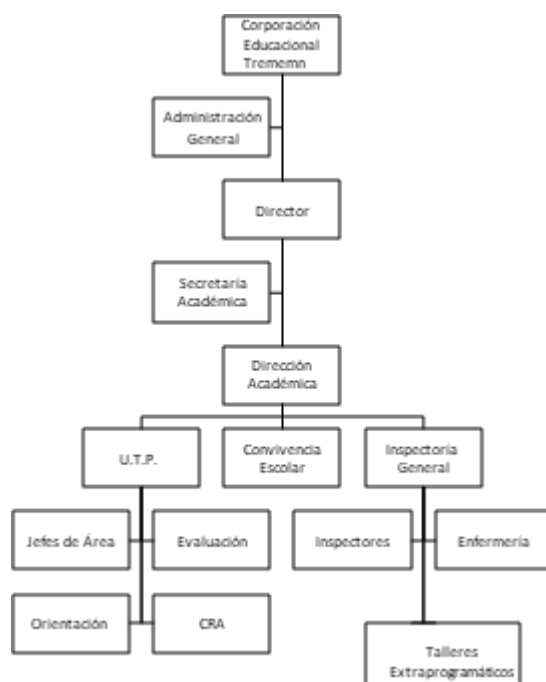 Corporación
Educacional
Trememn
Administración
General
Director
Secretaría
Académica
Dirección
Académica
U.T.P.
Convivencia
Escolar
Inspectoría
General
Jefes de Área
Evaluación
Inspectores
Enfermería
Orientación
CRA
Talleres
Extraprogramáticos